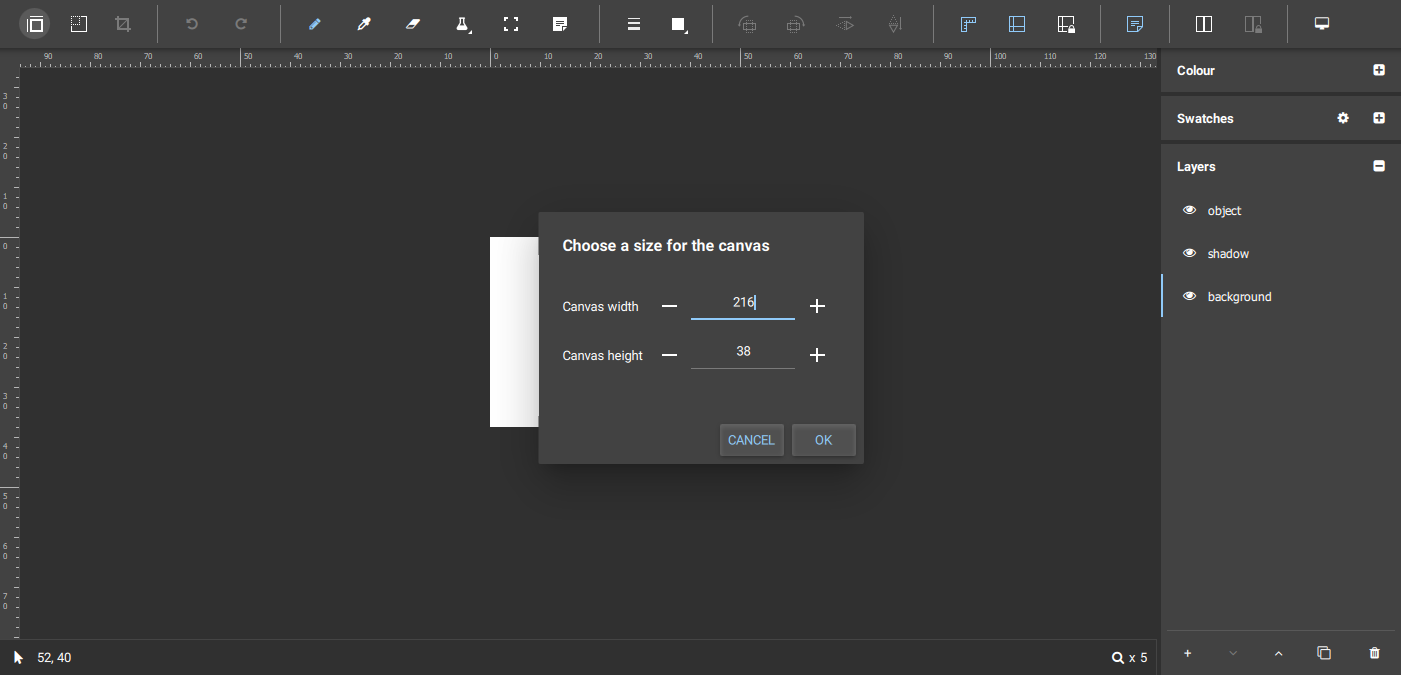 90 80 70 60 50 40 30 20 10 0 10 20 30 40 50 60 70 80 90 100 110 120 130
30
20
10
0
10
20
30
40
50
60
70
Colour
Swatches
Layers
object
shadow
background
Choose a size for the canvas
Canvas width 216
Canvas height 38
CANCEL OK
52, 40
x 5